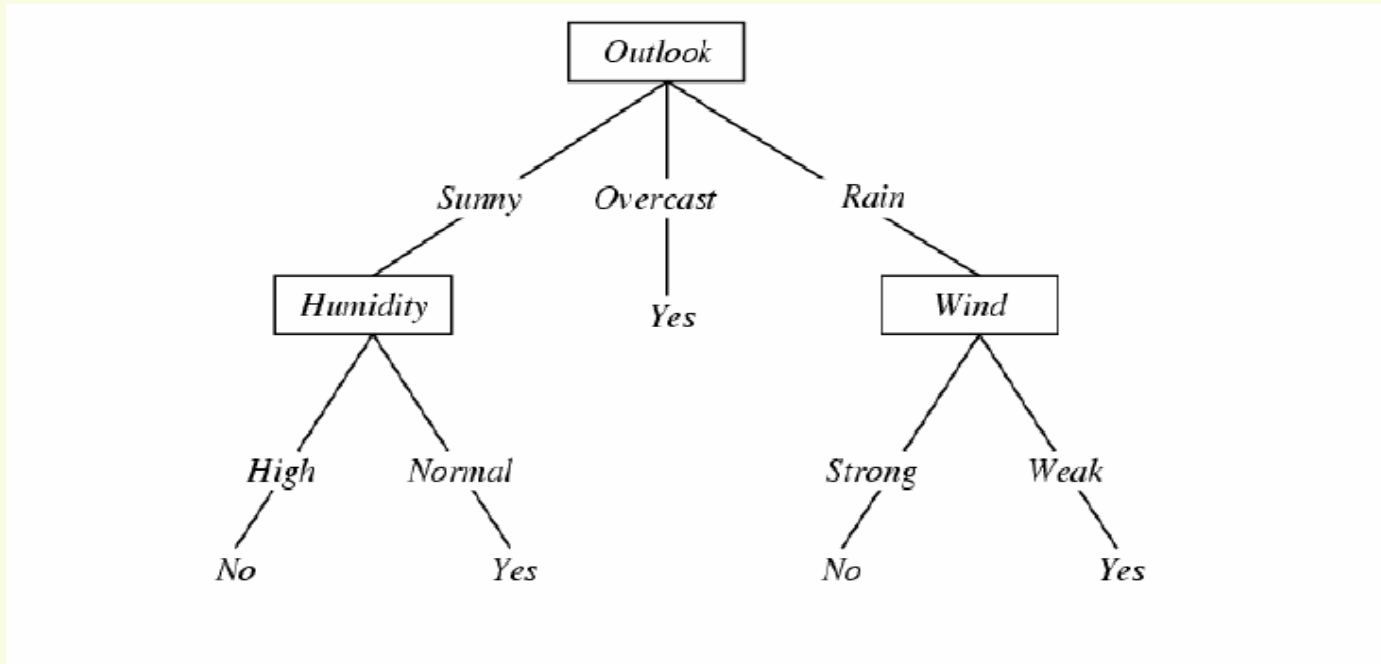 Outlook
Sunny Overcast Rain
Humidity Wind
Yes
High Normal Strong Weak
No Yes No Yes